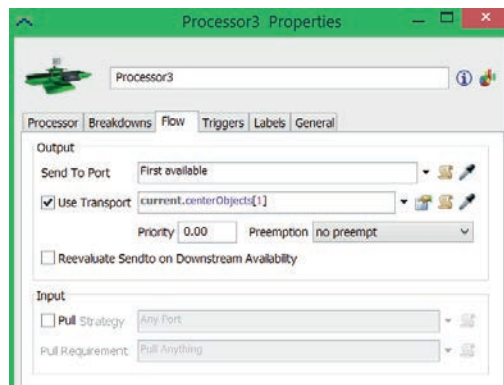 Processor3 Properties
Processor3
Processor Breakdowns Flow Triggers Labels General
Output
Send To Port First available
Use Transport current.centerObjects[1]
Priority 0.00 Preemption no preempt
Reevaluate Sendto on Downstream Availability
Input
Pull Strategy Any Port
Pull Requirement Pull Anything